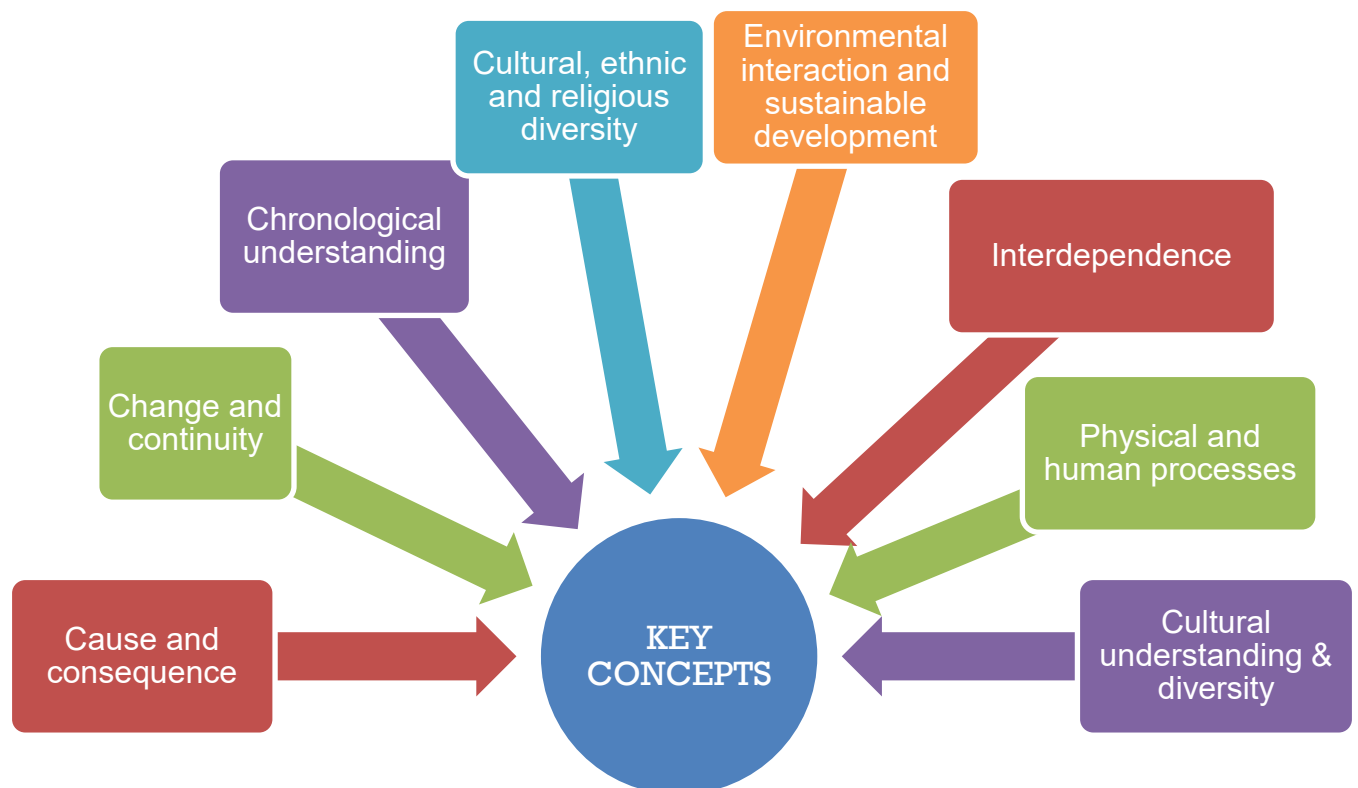 Environmental
interaction and
sustainable
development
Cultural, ethnic
and religious
diversity
Chronological
understanding
Interdependence
Change and
continuity
Physical and
human processes
Cause and
consequence
KEY
CONCEPTS
Cultural
understanding &
diversity